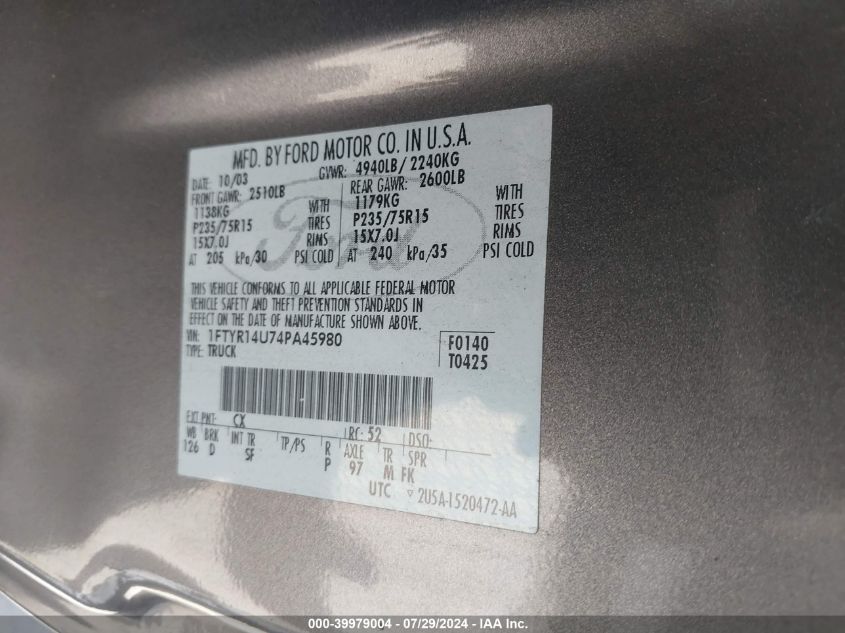 MFD. BY FORD MOTOR CO. IN U.S.A.
DATE: 10/03 GVWR: 4940LB/ 2240KG
FRONT GAWR: 2510LB REAR GAWR: 2600LB
1138KG WITH 1179KG WITH
P235/75R15 TIRES P235/75R15 TIRES
15X7.0J RIMS 15X7.0J RIMS
AT 205 kPa/30 PSI COLD AT 240 kPa/35 PSI COLD
Ford
THIS VEHICLE CONFORMS TO ALL APPLICABLE FEDERAL MOTOR
VEHICLE SAFETY AND THEFT PREVENTION STANDARDS IN
EFFECT ON THE DATE OF MANUFACTURE SHOWN ABOVE.
VIN: 1FTYR14U74PA45980 F0140
TYPE: TRUCK T0425
EXT PNT: CX RC: 52 DSO:
WB BRK INT TR TP/PS R AXLE TR SPR
126 D SF P 97 M FK
UTC ▽ 2U5A-1520472-AA
000-39979004 - 07/29/2024 - IAA Inc.